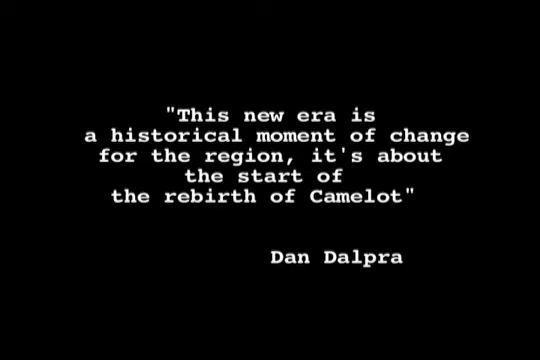 "This new era is
a historical moment of change
for the region, it's about
the start of
the rebirth of Camelot"
Dan Dalpra